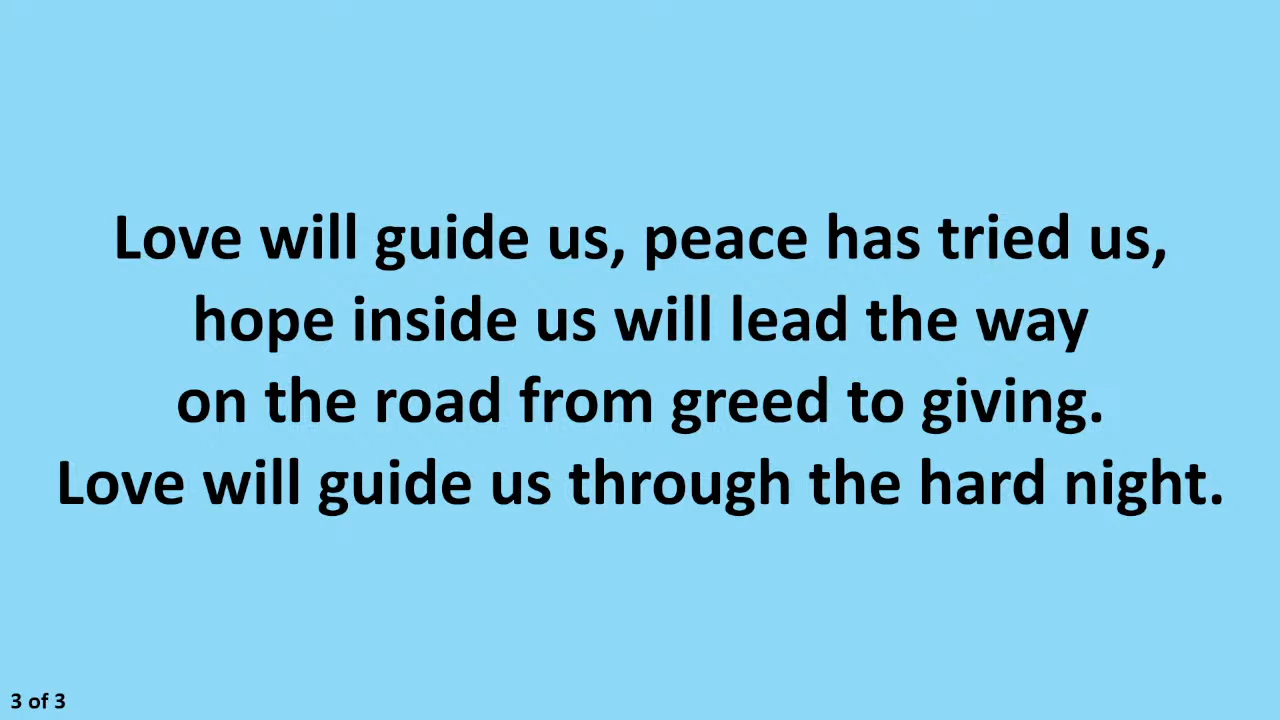 Love will guide us, peace has tried us,
hope inside us will lead the way
on the road from greed to giving.
Love will guide us through the hard night.
3 of 3